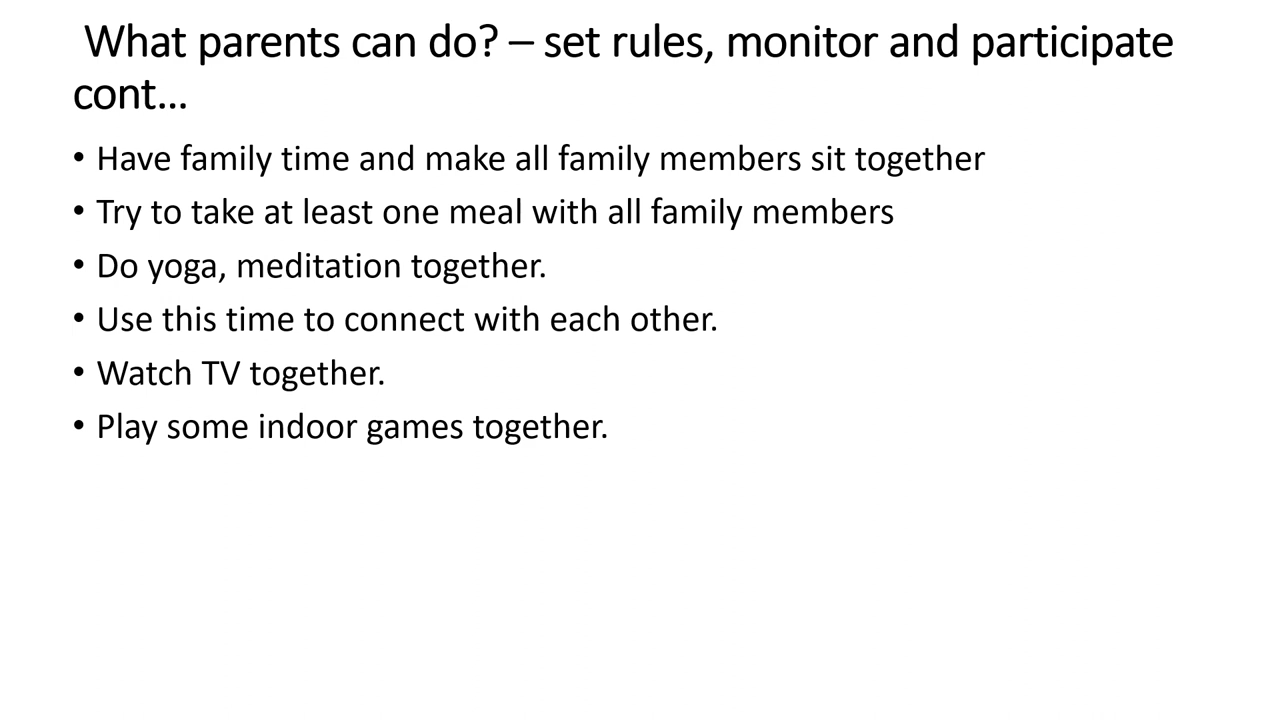 What parents can do? – set rules, monitor and participate
cont...
• Have family time and make all family members sit together
• Try to take at least one meal with all family members
• Do yoga, meditation together.
• Use this time to connect with each other.
• Watch TV together.
• Play some indoor games together.